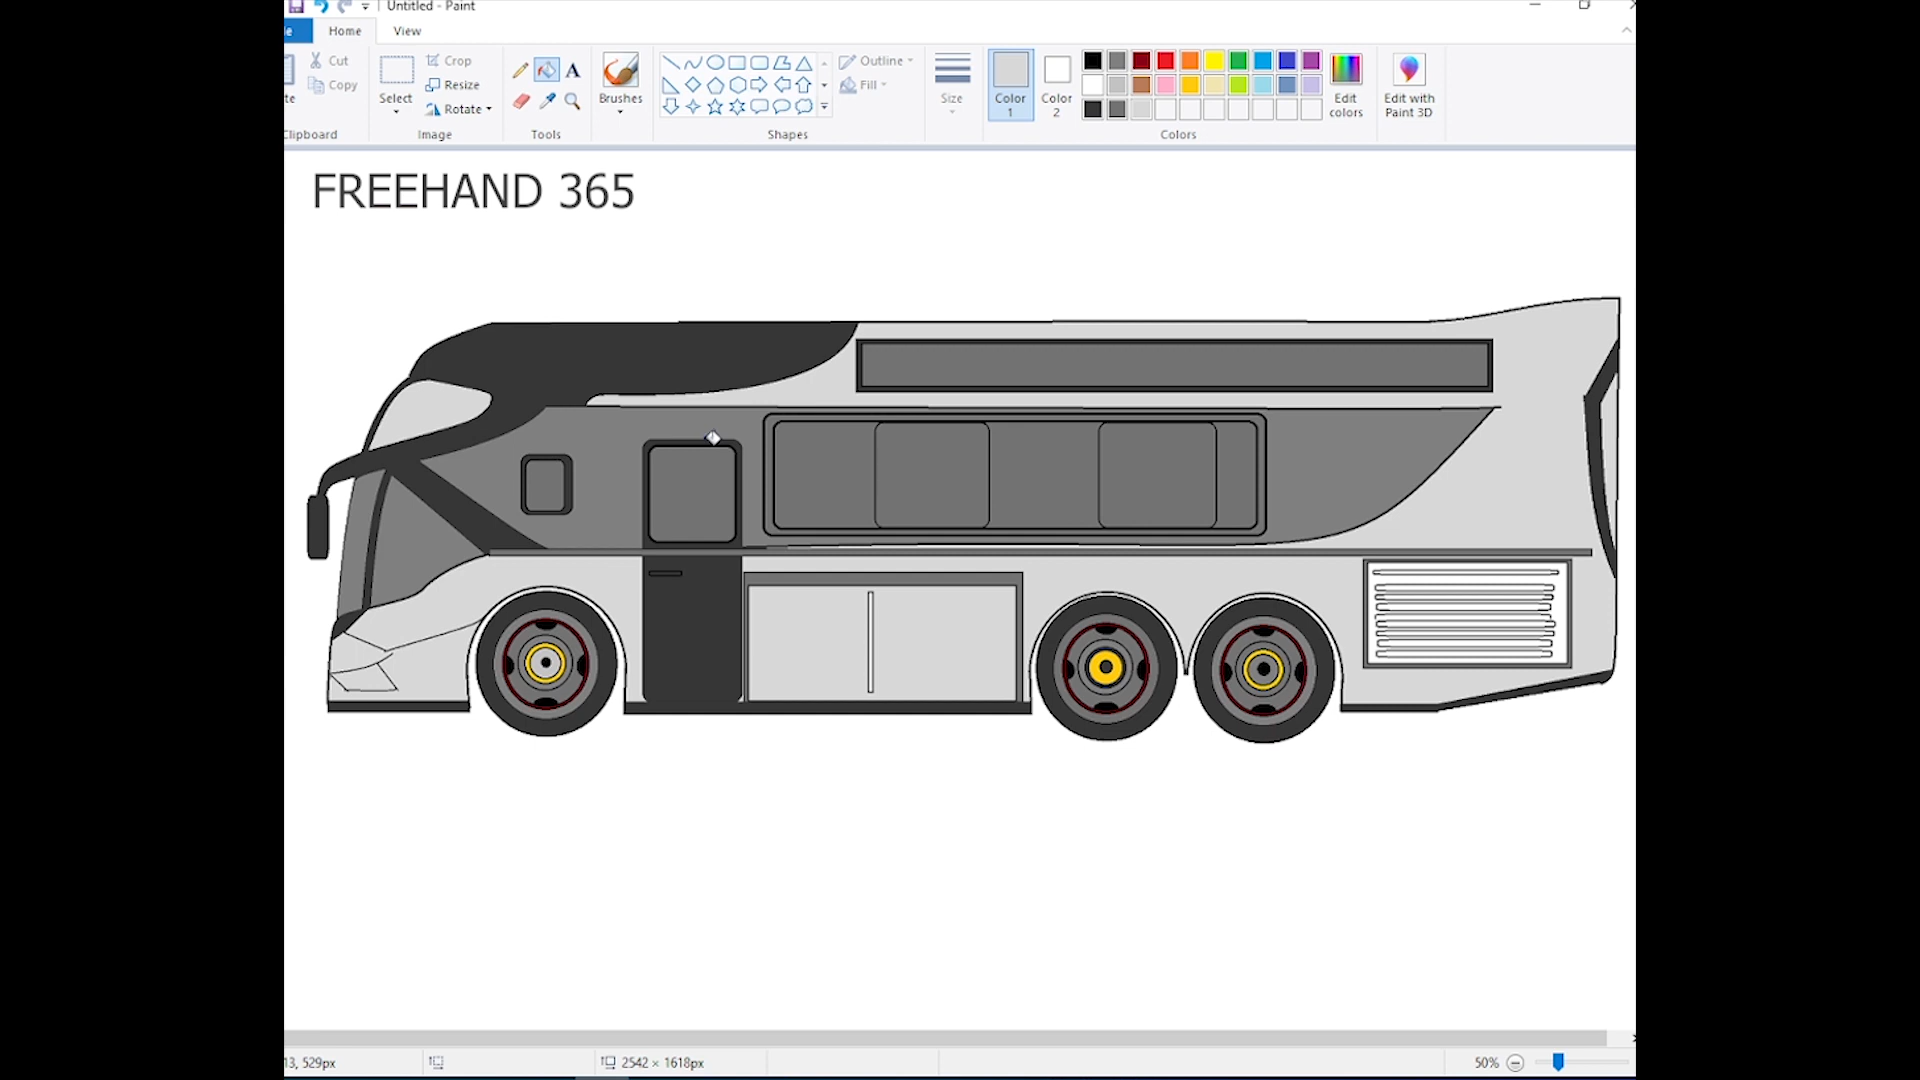 Untitled - Paint
Home
View
Cut
Copy
Select
Crop
Resize
Rotate
Image
Tools
Brushes
Shapes
Outline
Fill
Size
Color
1
Color
2
Colors
Edit
colors
Edit with
Paint 3D
FREEHAND 365
13, 529px
2542 × 1618px
50%